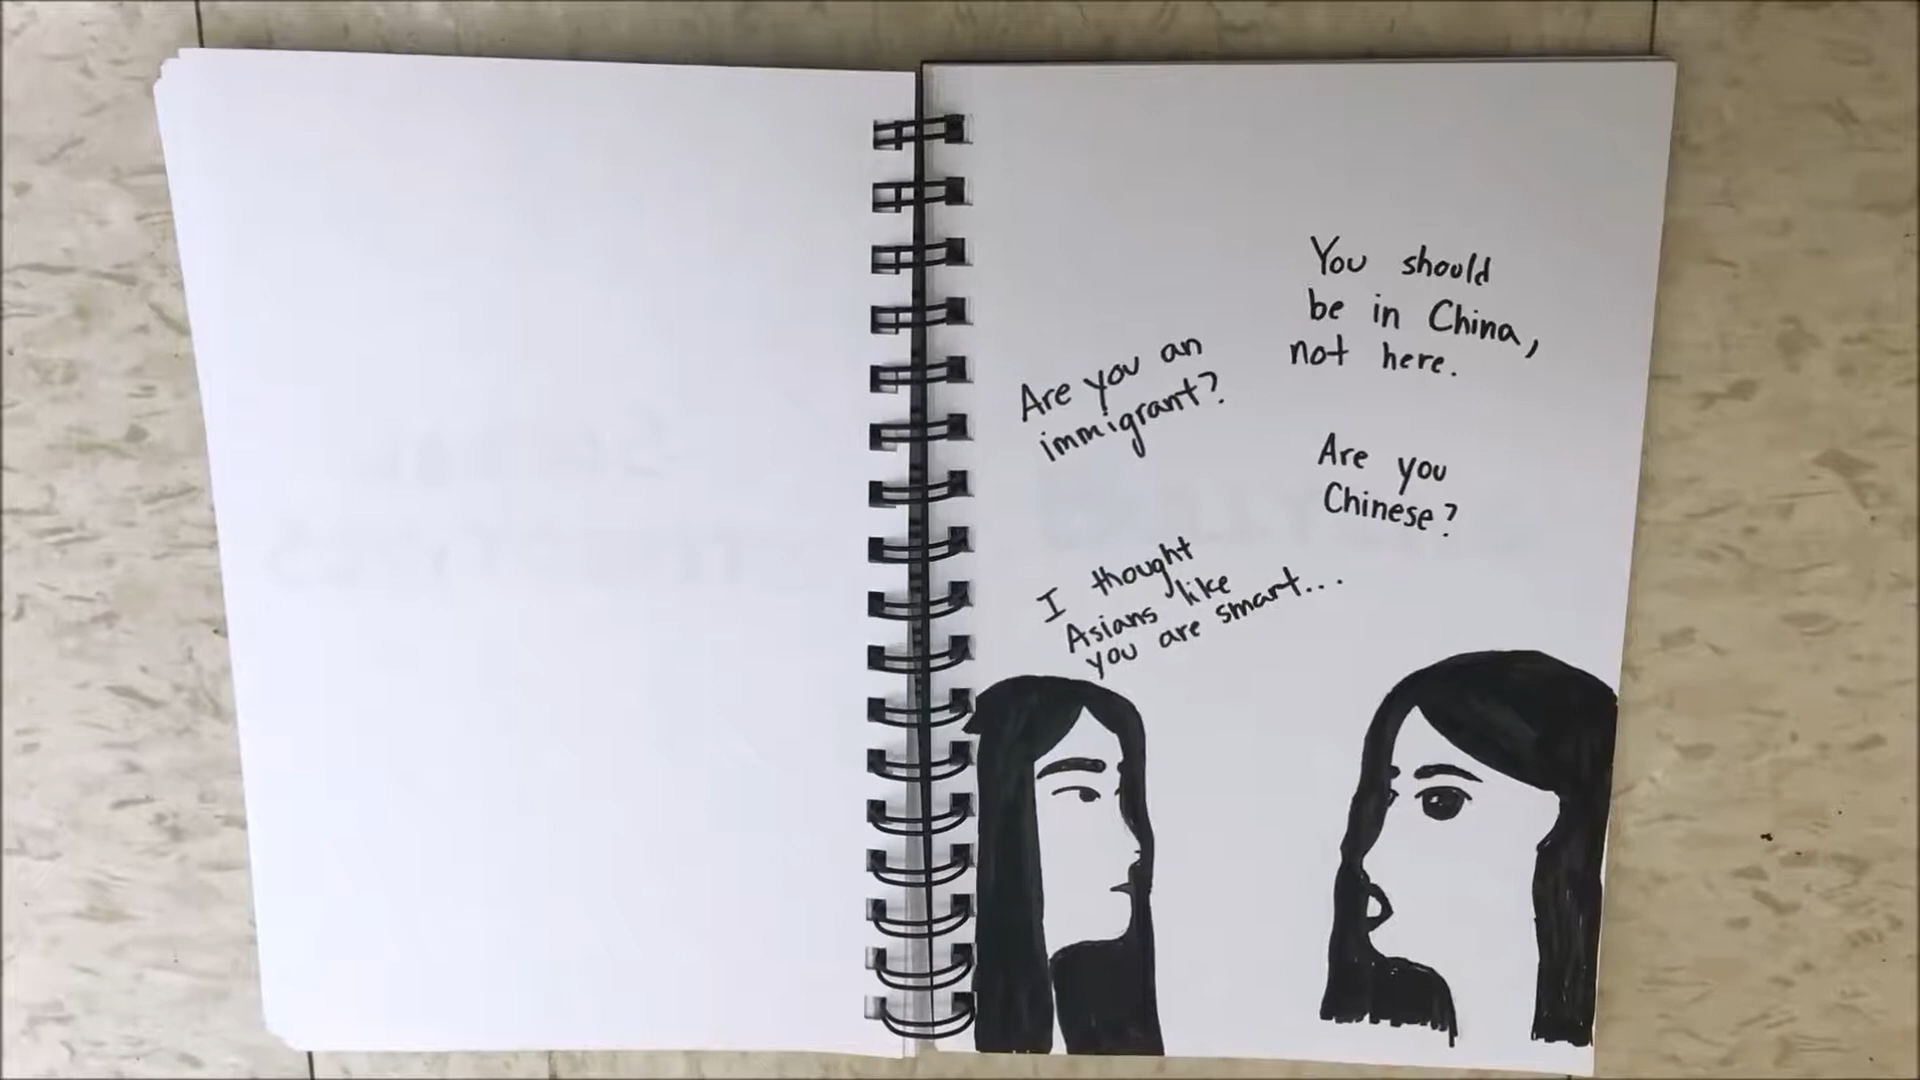 You should
be in China,
not here.
Are you an
immigrant?
Are you
Chinese?
I thought
Asians like
you are smart...